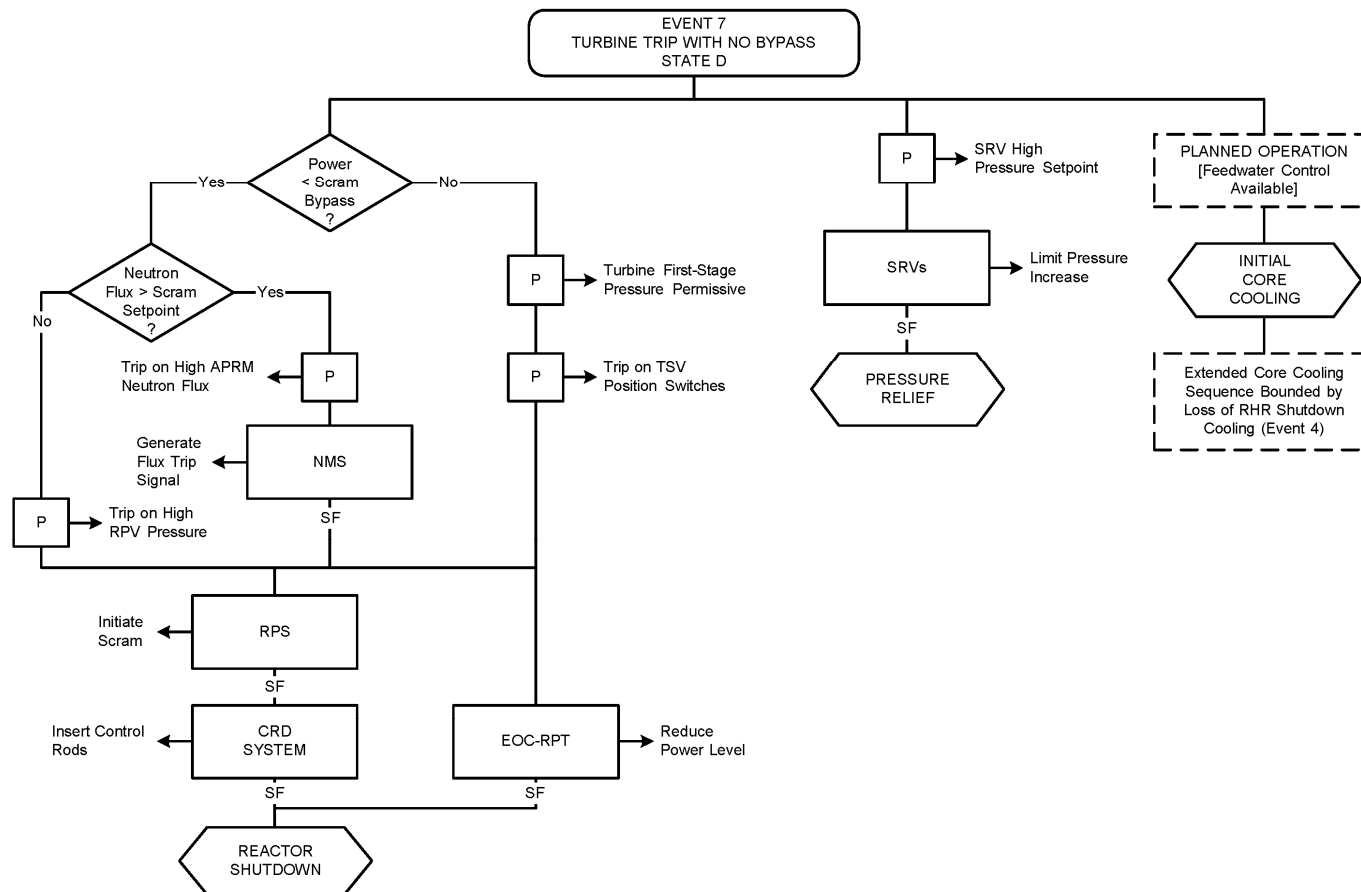 EVENT 7
TURBINE TRIP WITH NO BYPASS
STATE D
Power
< Scram
Bypass
?
Yes
No
Neutron
Flux > Scram
Setpoint
?
No
Yes
P
Trip on High APRM
Neutron Flux
NMS
Generate
Flux Trip
Signal
SF
P
Trip on High
RPV Pressure
P
Turbine First-Stage
Pressure Permissive
P
Trip on TSV
Position Switches
RPS
Initiate
Scram
SF
CRD
SYSTEM
Insert Control
Rods
SF
EOC-RPT
Reduce
Power Level
SF
REACTOR
SHUTDOWN
P
SRV High
Pressure Setpoint
SRVs
Limit Pressure
Increase
SF
PRESSURE
RELIEF
PLANNED OPERATION
[Feedwater Control
Available]
INITIAL
CORE
COOLING
Extended Core Cooling
Sequence Bounded by
Loss of RHR Shutdown
Cooling (Event 4)